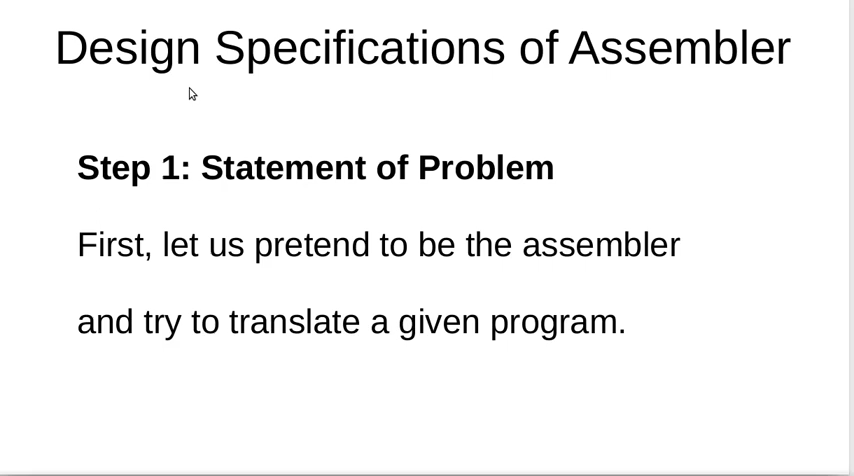 Design Specifications of Assembler
Step 1: Statement of Problem
First, let us pretend to be the assembler
and try to translate a given program.